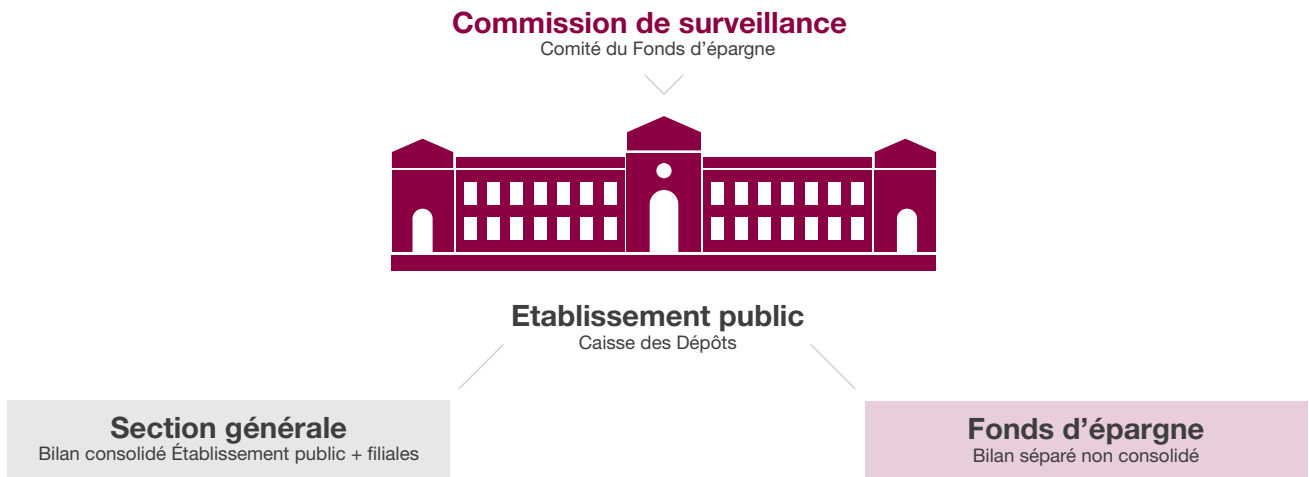 Commission de surveillance
Comité du Fonds d’épargne
Etablissement public
Caisse des Dépôts
Section générale
Bilan consolidé Établissement public + filiales
Fonds d’épargne
Bilan séparé non consolidé